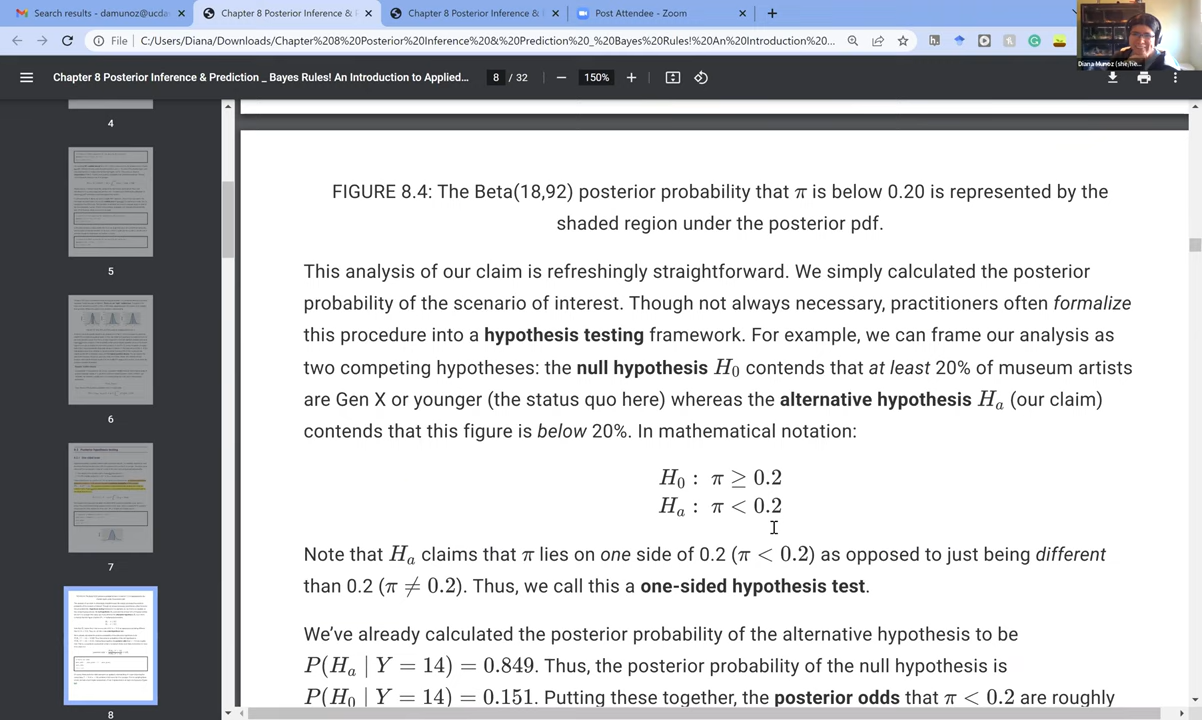 Search results - damunoz@ucda
Chapter 8 Posterior Inference &
Chapter 8 Posterior Inference &
Post Attendee - Zoom
File
C:/Users/Diana/Downloads/Chapter%208%20Posterior%20Inference%20&%20Prediction%20_%20Bayes%20Rules!%20An%20Introduction%20...
Diana Munoz (she/he...
Chapter 8 Posterior Inference & Prediction _ Bayes Rules! An Introduction to Applied...
8 / 32
150%
4
5
6
7
8
FIGURE 8.4: The Beta(18,92) posterior probability that π is below 0.20 is represented by the
shaded region under the posterior pdf.
This analysis of our claim is refreshingly straightforward. We simply calculated the posterior
probability of the scenario of interest. Though not always necessary, practitioners often formalize
this procedure into a hypothesis testing framework. For example, we can frame our analysis as
two competing hypotheses: the null hypothesis H₀ contends that at least 20% of museum artists
are Gen X or younger (the status quo here) whereas the alternative hypothesis Hₐ (our claim)
contends that this figure is below 20%. In mathematical notation:
H₀ : π ≥ 0.2
Hₐ : π < 0.2
Note that Hₐ claims that π lies on one side of 0.2 (π < 0.2) as opposed to just being different
than 0.2 (π ≠ 0.2). Thus, we call this a one-sided hypothesis test.
We've already calculated the posterior probability of the alternative hypothesis to be
P(Hₐ | Y = 14) = 0.849. Thus, the posterior probability of the null hypothesis is
P(H₀ | Y = 14) = 0.151. Putting these together, the posterior odds that π < 0.2 are roughly